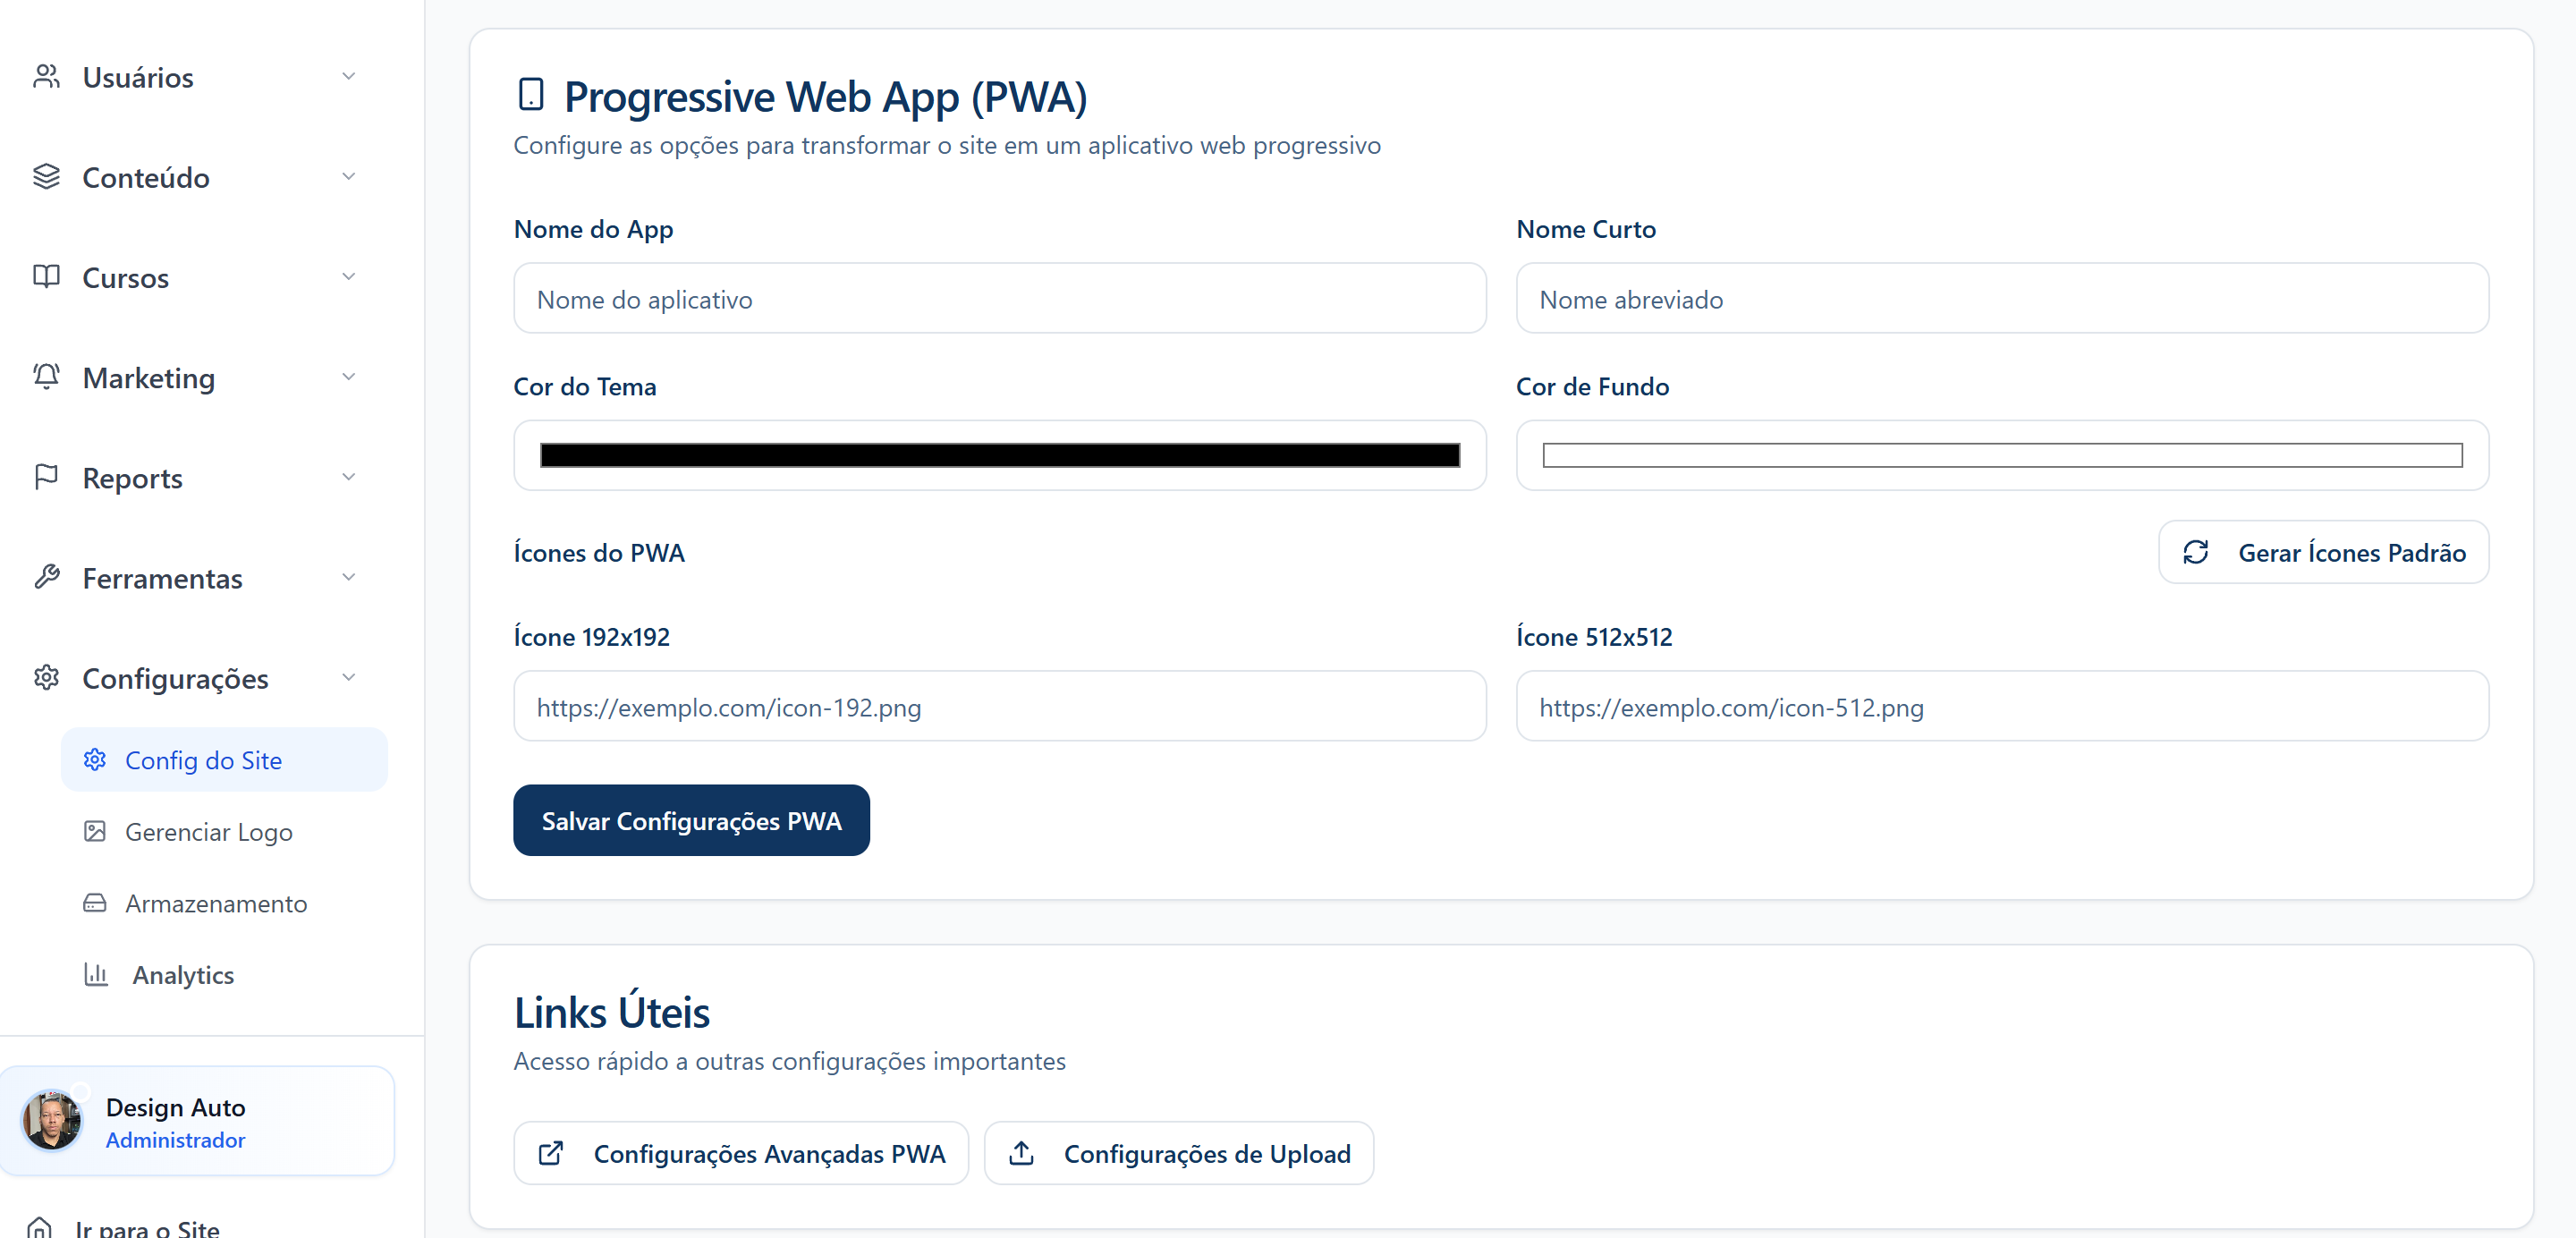 Usuários
Conteúdo
Cursos
Marketing
Reports
Ferramentas
Configurações
Config do Site
Gerenciar Logo
Armazenamento
Analytics
Design Auto
Administrador
Ir para o Site
Progressive Web App (PWA)
Configure as opções para transformar o site em um aplicativo web progressivo
Nome do App
Nome Curto
Nome do aplicativo
Nome abreviado
Cor do Tema
Cor de Fundo
Ícones do PWA
Gerar Ícones Padrão
Ícone 192x192
Ícone 512x512
https://exemplo.com/icon-192.png
https://exemplo.com/icon-512.png
Salvar Configurações PWA
Links Úteis
Acesso rápido a outras configurações importantes
Configurações Avançadas PWA
Configurações de Upload